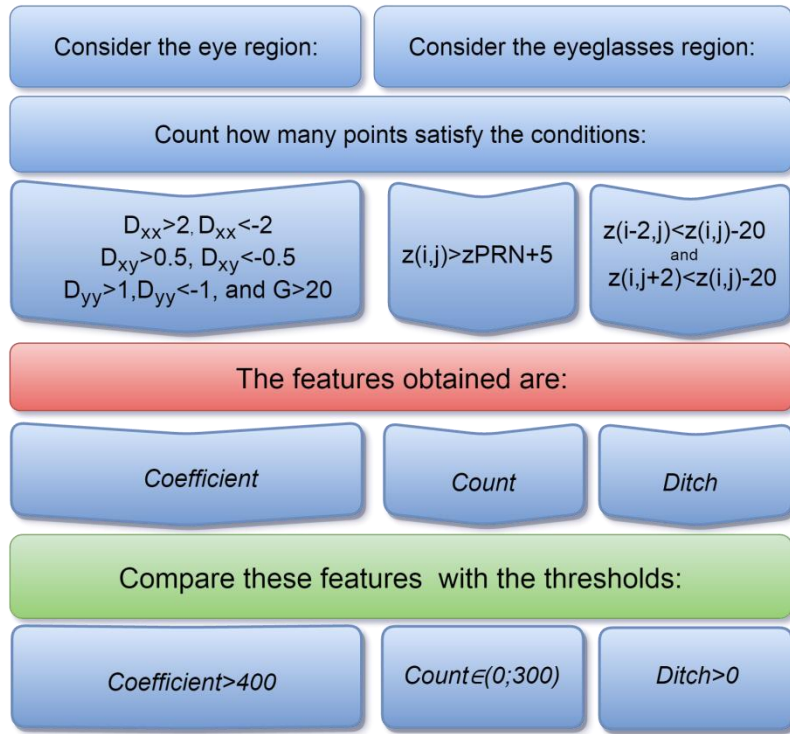 Consider the eye region:
Consider the eyeglasses region:
Count how many points satisfy the conditions:
Dxx>2, Dxx<-2
Dxy>0.5, Dxy<-0.5
Dyy>1,Dyy<-1, and G>20
z(i,j)>zPRN+5
z(i-2,j)<z(i,j)-20
and
z(i,j+2)<z(i,j)-20
The features obtained are:
Coefficient
Count
Ditch
Compare these features with the thresholds:
Coefficient>400
Count∈(0;300)
Ditch>0